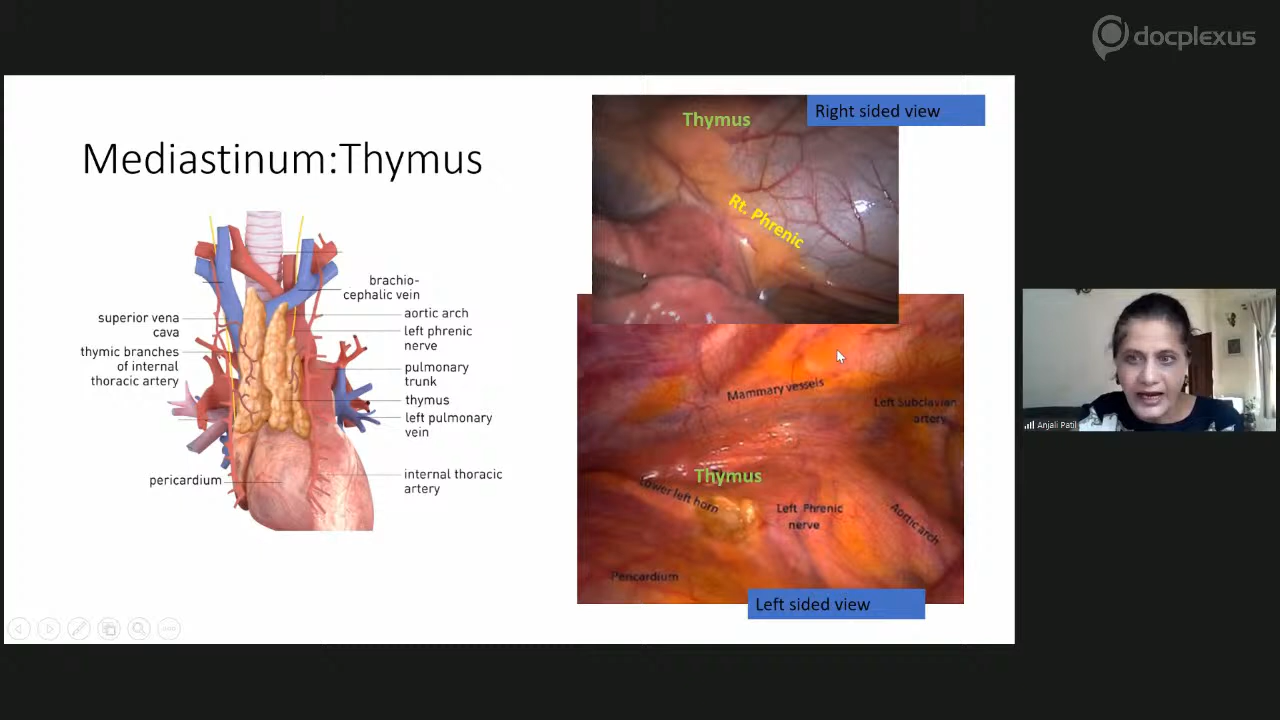 docplexus
Mediastinum:Thymus
brachio-
cephalic vein
superior vena
cava
thymic branches
of internal
thoracic artery
aortic arch
left phrenic
nerve
pulmonary
trunk
thymus
left pulmonary
vein
pericardium
internal thoracic
artery
Thymus
Right sided view
Rt. Phrenic
Mammary vessels
Left Subclavian
artery
Thymus
Lower left horn
Left Phrenic
nerve
Aortic arch
Pericardium
Left sided view
Anjali Patil